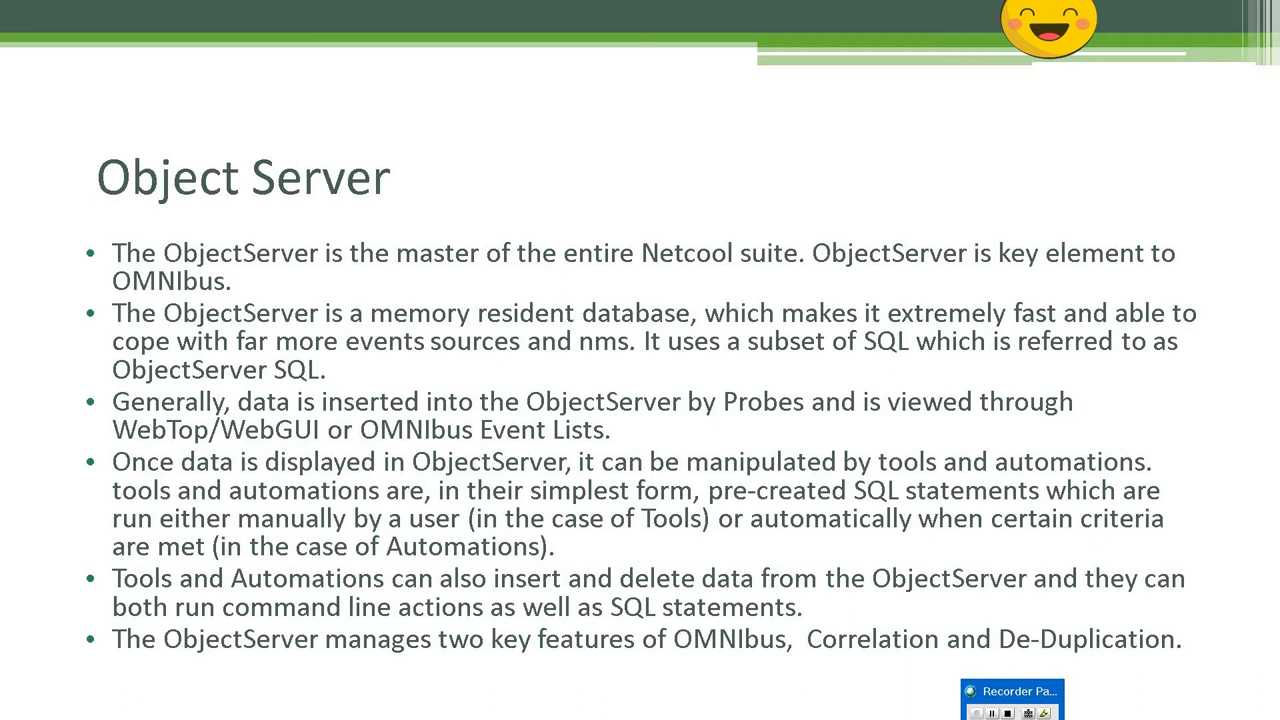 Object Server
• The ObjectServer is the master of the entire Netcool suite. ObjectServer is key element to
OMNIbus.
• The ObjectServer is a memory resident database, which makes it extremely fast and able to
cope with far more events sources and nms. It uses a subset of SQL which is referred to as
ObjectServer SQL.
• Generally, data is inserted into the ObjectServer by Probes and is viewed through
WebTop/WebGUI or OMNIbus Event Lists.
• Once data is displayed in ObjectServer, it can be manipulated by tools and automations.
tools and automations are, in their simplest form, pre-created SQL statements which are
run either manually by a user (in the case of Tools) or automatically when certain criteria
are met (in the case of Automations).
• Tools and Automations can also insert and delete data from the ObjectServer and they can
both run command line actions as well as SQL statements.
• The ObjectServer manages two key features of OMNIbus,  Correlation and De-Duplication.
Recorder Pa...